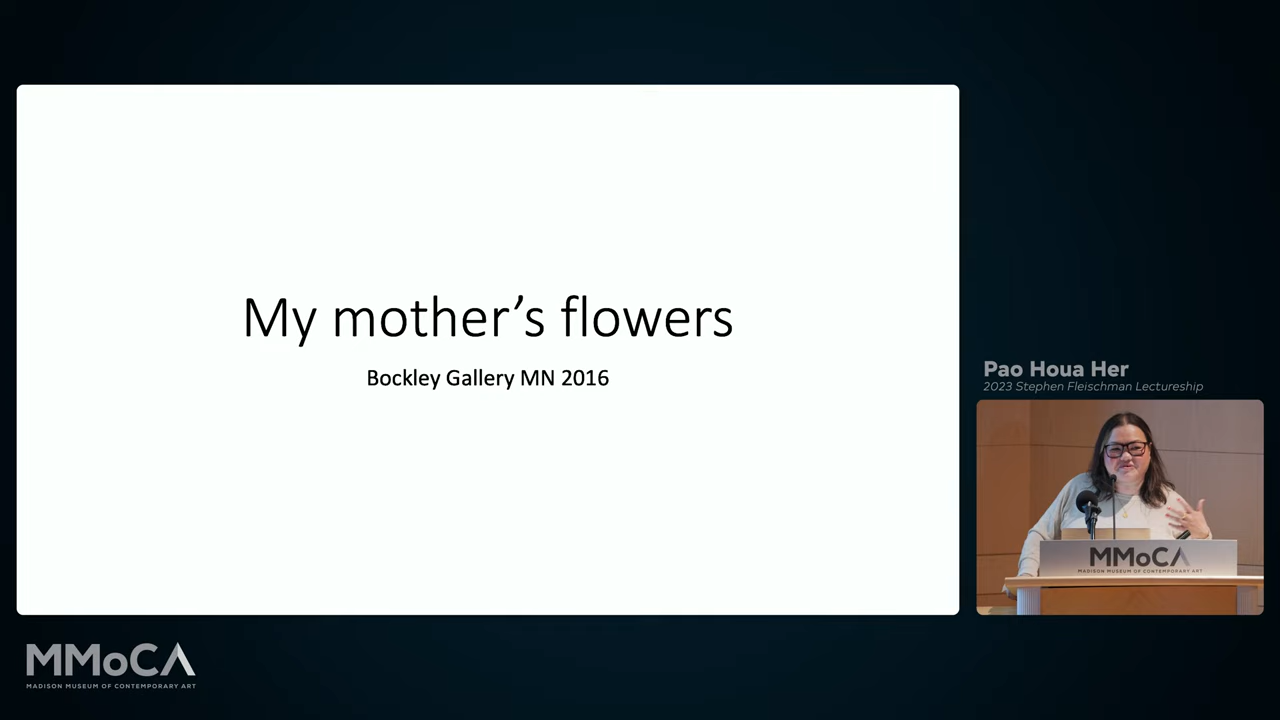 My mother’s flowers
Bockley Gallery MN 2016
Pao Houa Her
2023 Stephen Fleischman Lectureship
MMoCA
MADISON MUSEUM OF CONTEMPORARY ART
MMoCA
MADISON MUSEUM OF CONTEMPORARY ART